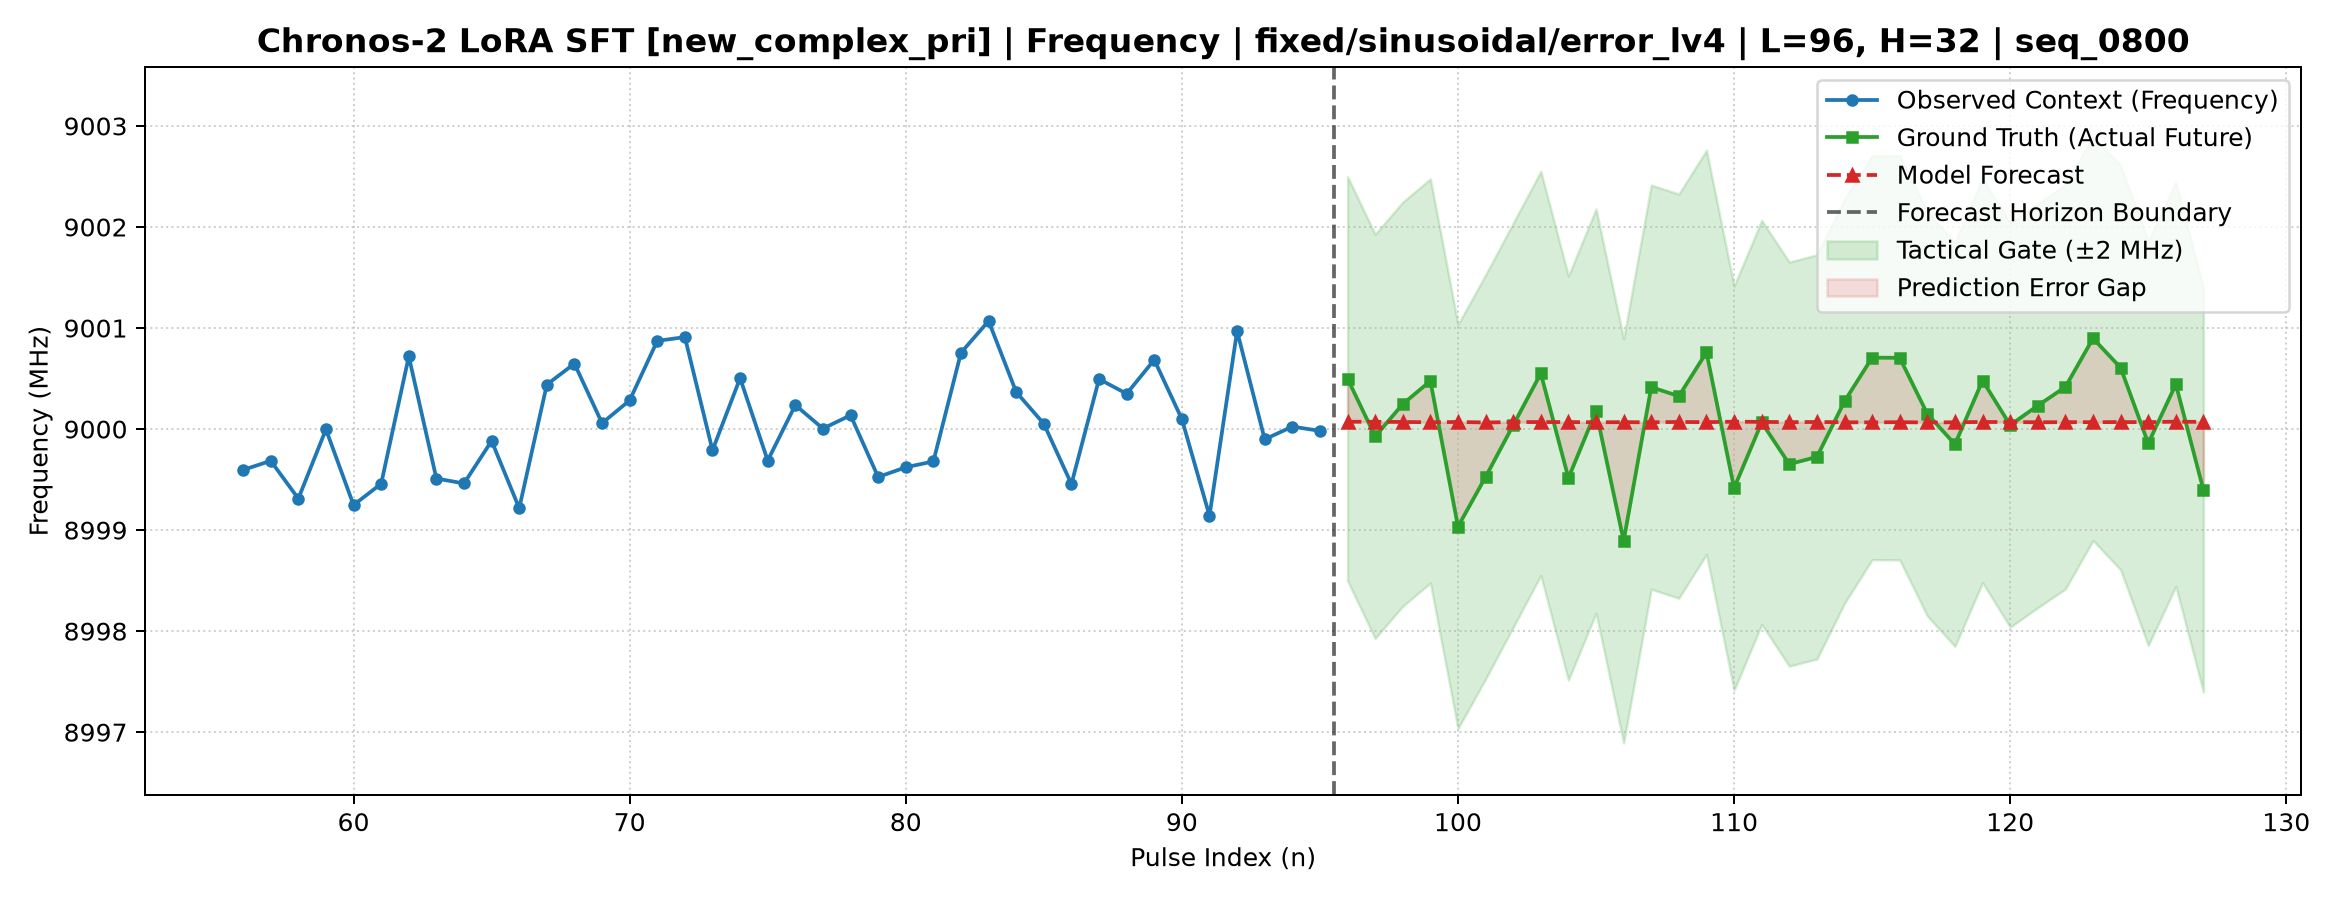 Chronos-2 LoRA SFT [new_complex_pri] | Frequency | fixed/sinusoidal/error_lv4 | L=96, H=32 | seq_0800
Observed Context (Frequency)
Ground Truth (Actual Future)
Model Forecast
Forecast Horizon Boundary
Tactical Gate (±2 MHz)
Prediction Error Gap
Frequency (MHz)
9003
9002
9001
9000
8999
8998
8997
60 70 80 90 100 110 120 130
Pulse Index (n)